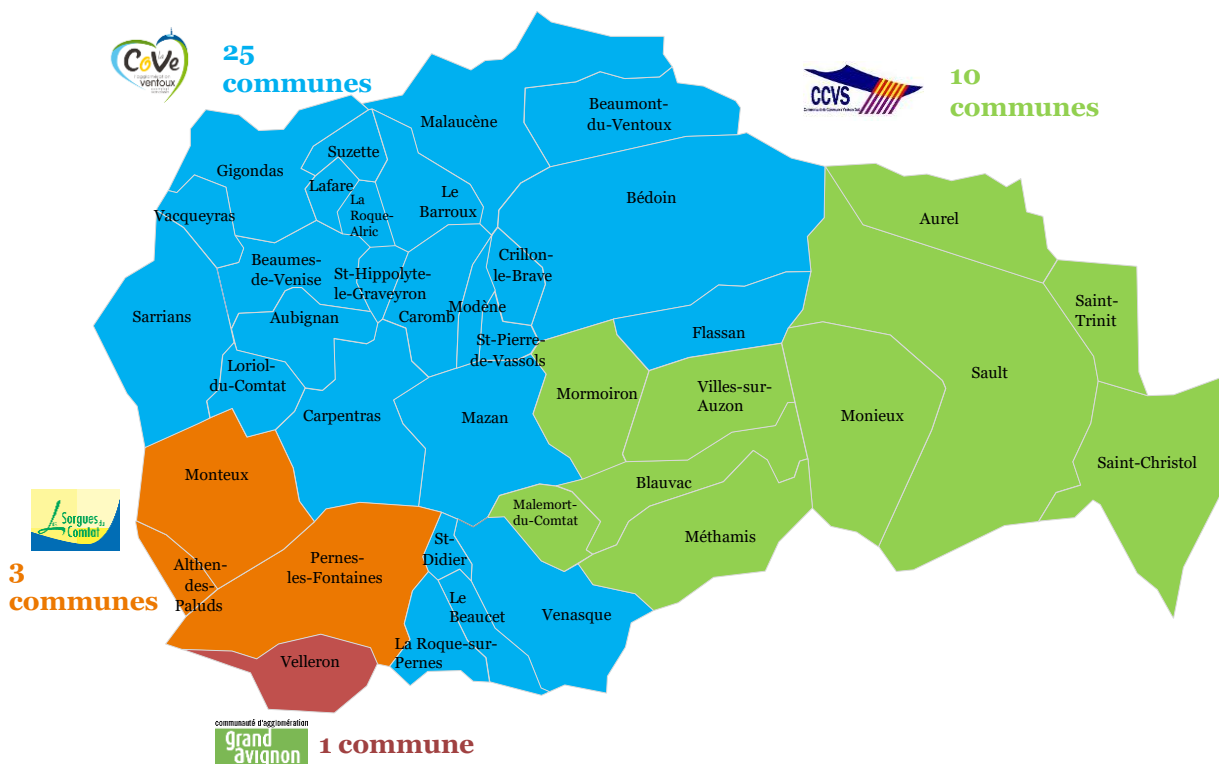 la
CoVe
ventoux
25
communes
CCVS
10
communes
Malaucène
Beaumont-
du-Ventoux
Suzette
Gigondas
Lafare
La
Roque-
Alric
Le
Barroux
Bédoin
Vacqueyras
Aurel
Beaumes-
de-Venise
St-Hippolyte-
le-Graveyron
Crillon-
le-Brave
Sarrians
Aubignan
Caromb
Modène
St-Pierre-
de-Vassols
Flassan
Saint-
Trinit
Loriol-
du-Comtat
Carpentras
Mazan
Mormoiron
Villes-sur-
Auzon
Monieux
Sault
Monteux
Blauvac
Saint-Christol
Malemort-
du-Comtat
Méthamis
Les
Sorgues du
Comtat
3
communes
Althen-
des-
Paluds
Pernes-
les-Fontaines
St-
Didier
Le
Beaucet
Venasque
La Roque-sur-
Pernes
Velleron
communauté d'agglomération
grand
avignon
1 commune